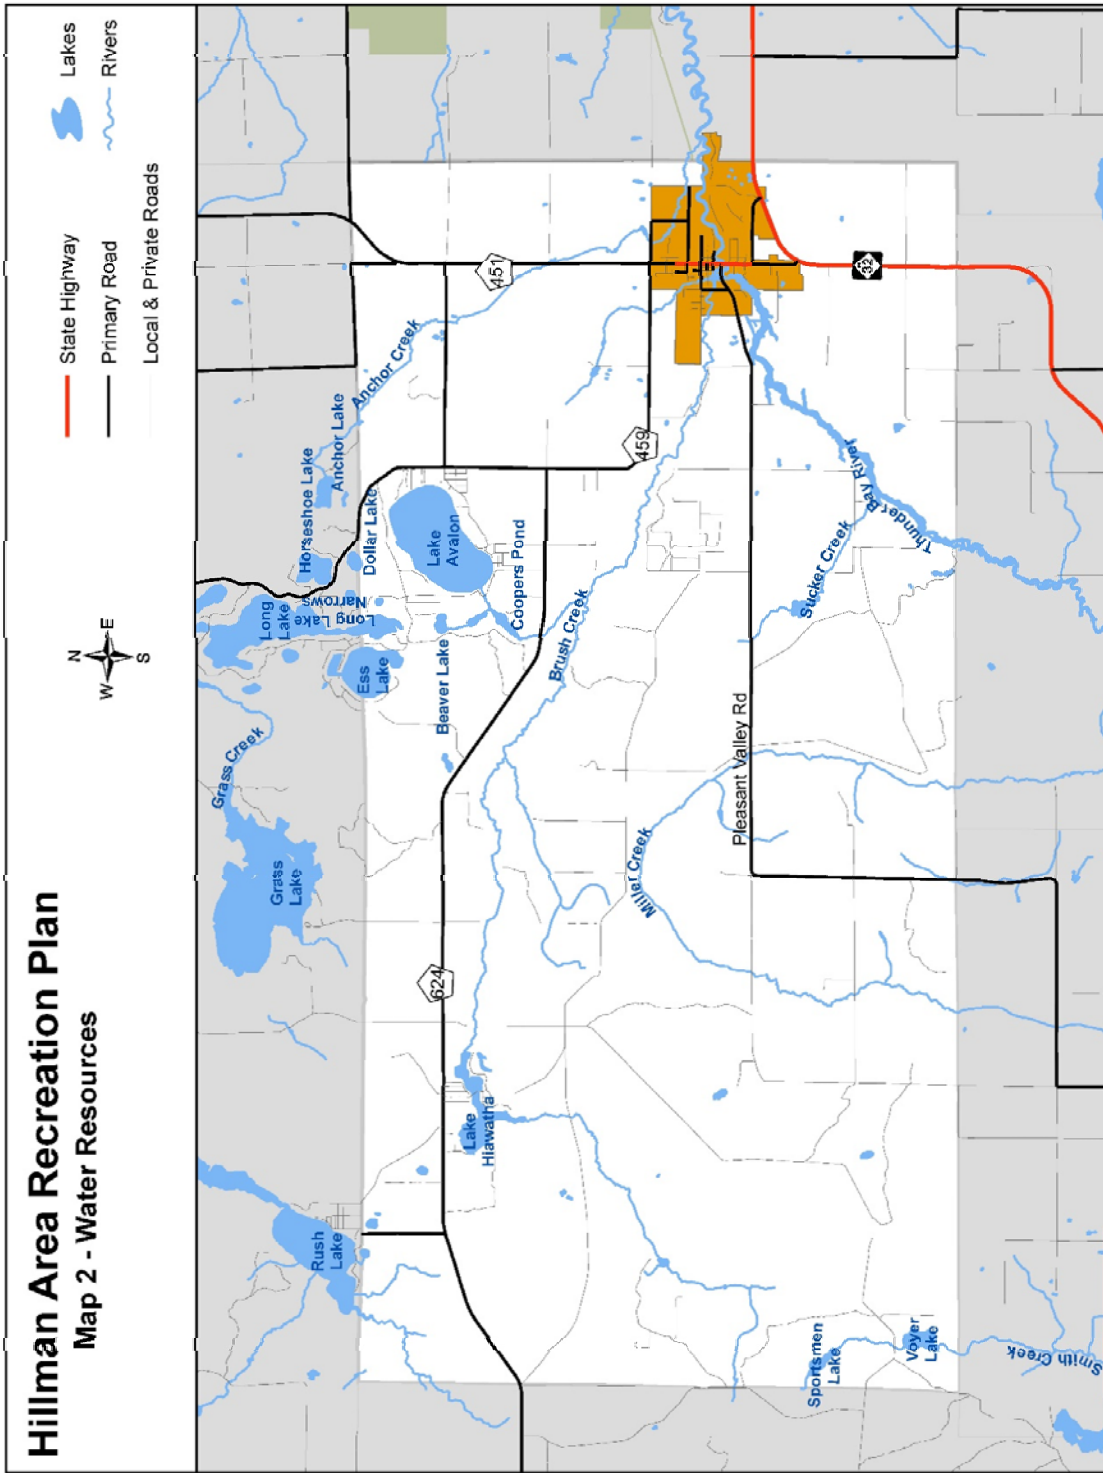 Hillman Area Recreation Plan
Map 2 - Water Resources
N
W
E
S
State Highway
Primary Road
Local & Private Roads
Lakes
Rivers
Rush
Lake
Grass
Lake
Grass Creek
Long
Lake
Long Lake
Narrows
Horseshoe Lake
Anchor Lake
Anchor Creek
Ess
Lake
Dollar Lake
Lake
Avalon
Beaver Lake
Coopers Pond
624
451
459
Lake
Hiawatha
Brush Creek
Miller Creek
Pleasant Valley Rd
Sucker Creek
Thunder Bay River
32
Sportsmen
Lake
Voyer
Lake
Smith Creek